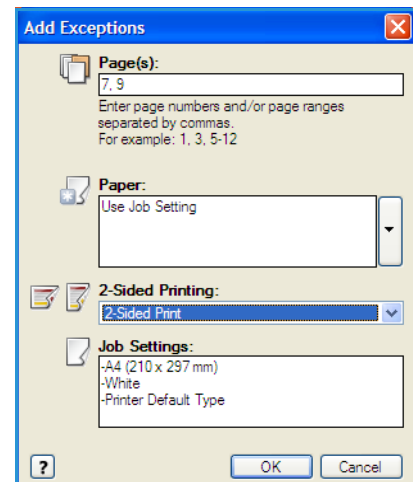 Add Exceptions
Page(s):
7, 9
Enter page numbers and/or page ranges
separated by commas.
For example: 1, 3, 5-12
Paper:
Use Job Setting
2-Sided Printing:
2-Sided Print
Job Settings:
-A4 (210 x 297 mm)
-White
-Printer Default Type
? OK Cancel